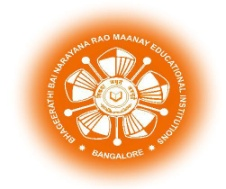 BHAGEERATHI BAI NARAYANA RAO MAANAY EDUCATIONAL INSTITUTIONS
• BANGALORE •